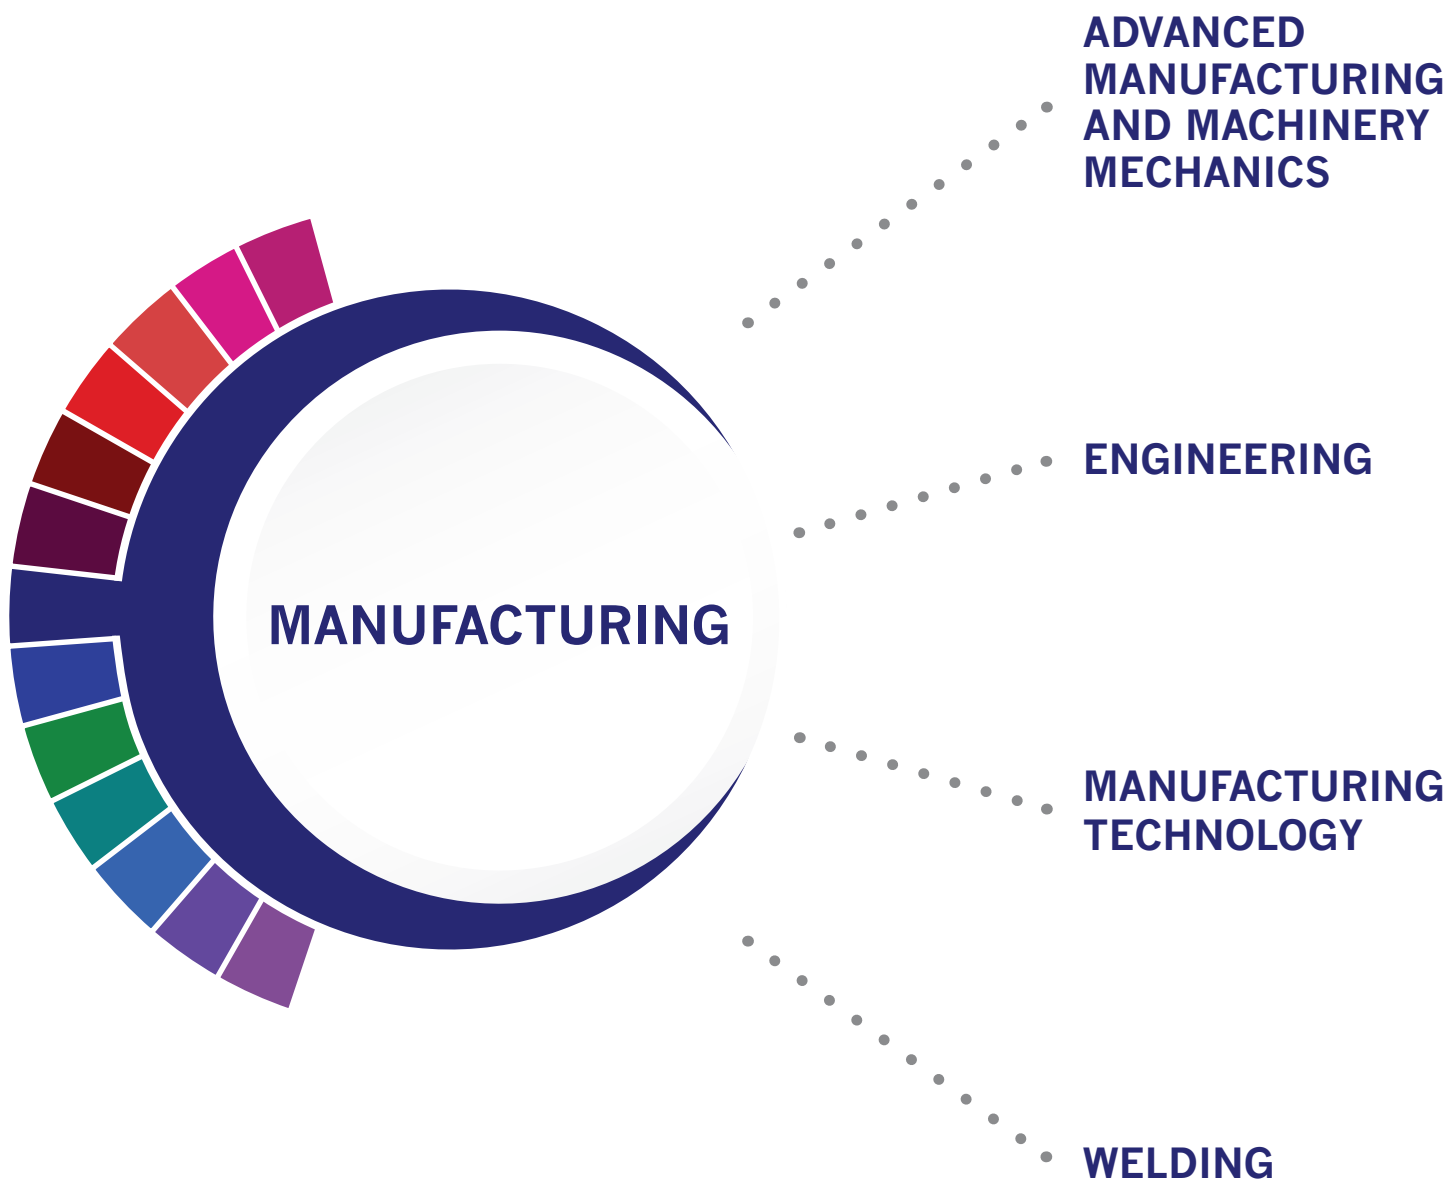 MANUFACTURING
ADVANCED
MANUFACTURING
AND MACHINERY
MECHANICS
ENGINEERING
MANUFACTURING
TECHNOLOGY
WELDING